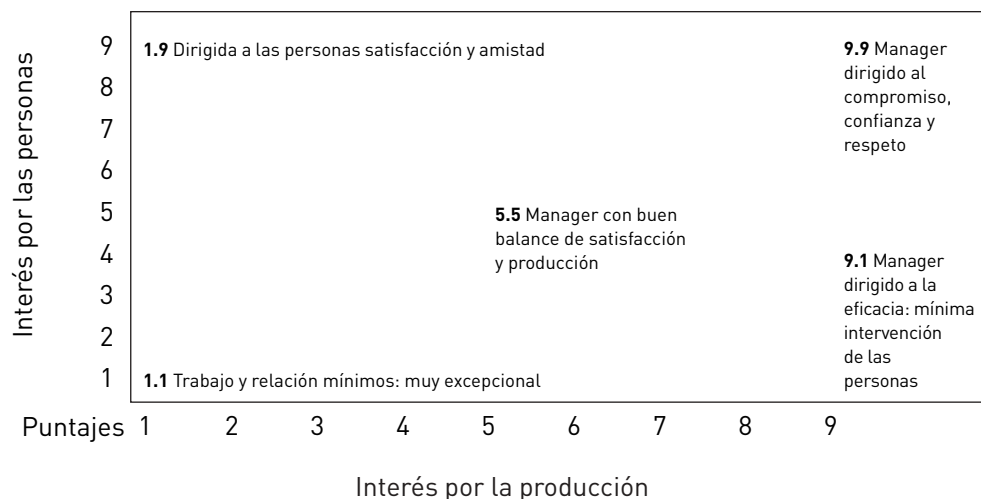 Interés por las personas
9
8
7
6
5
4
3
2
1
1.9 Dirigida a las personas satisfacción y amistad
9.9 Manager
dirigido al
compromiso,
confianza y
respeto
5.5 Manager con buen
balance de satisfacción
y producción
9.1 Manager
dirigido a la
eficacia: mínima
intervención
de las
personas
1.1 Trabajo y relación mínimos: muy excepcional
Puntajes 1 2 3 4 5 6 7 8 9
Interés por la producción